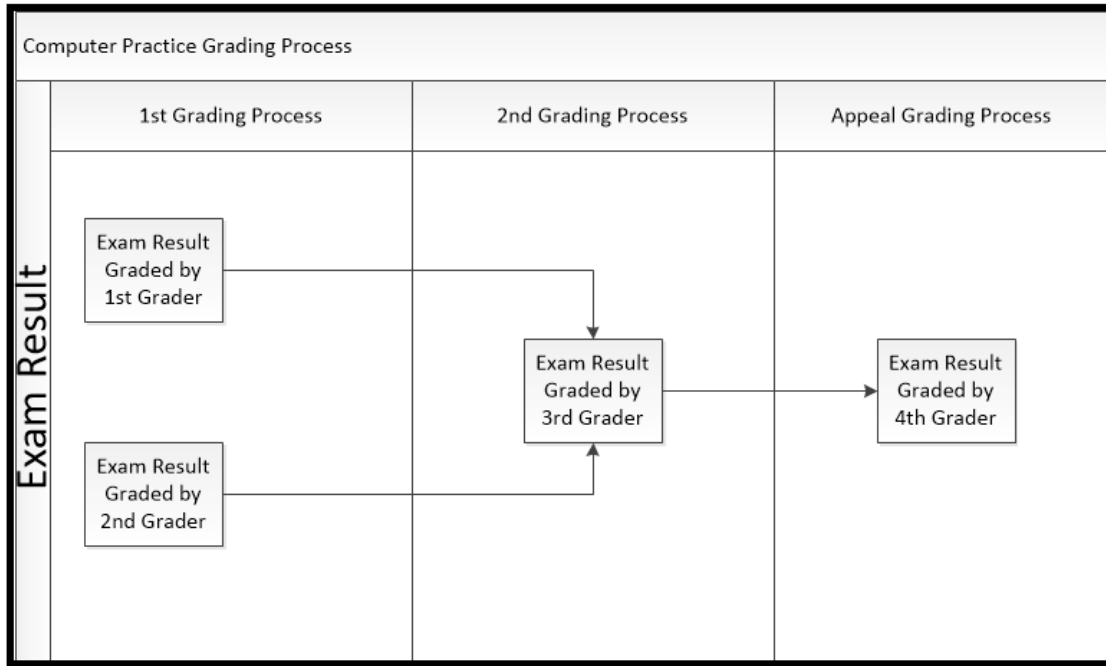 Computer Practice Grading Process
1st Grading Process
2nd Grading Process
Appeal Grading Process
Exam Result
Exam Result
Graded by
1st Grader
Exam Result
Graded by
2nd Grader
Exam Result
Graded by
3rd Grader
Exam Result
Graded by
4th Grader